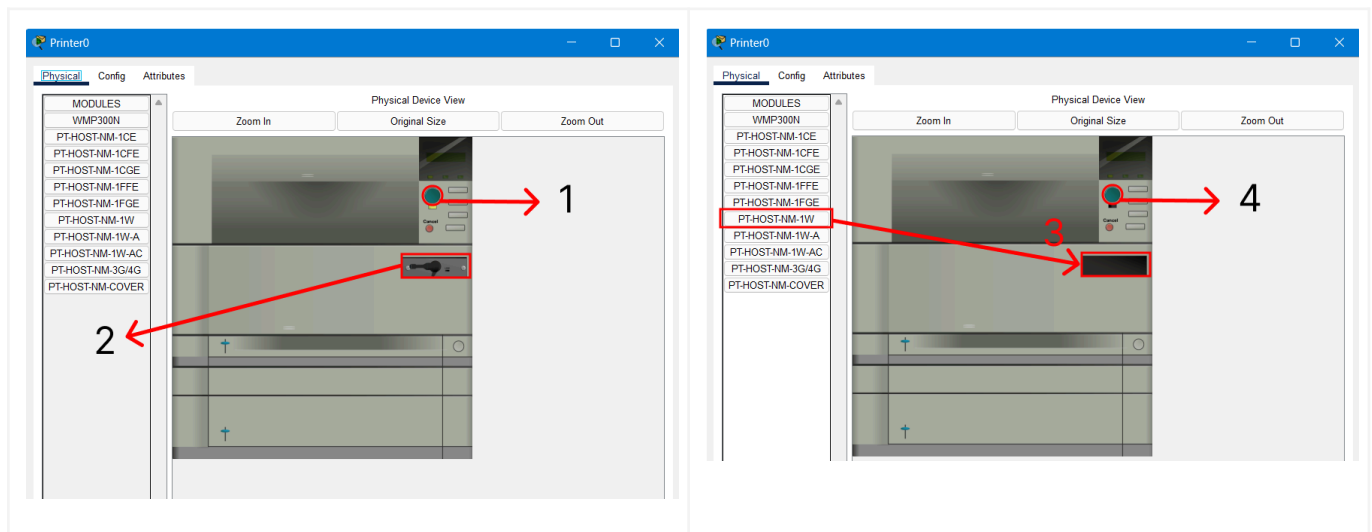 Printer0
Physical Config Attributes
MODULES
WMP300N
PT-HOST-NM-1CE
PT-HOST-NM-1CFE
PT-HOST-NM-1CGE
PT-HOST-NM-1FFE
PT-HOST-NM-1FGE
PT-HOST-NM-1W
PT-HOST-NM-1W-A
PT-HOST-NM-1W-AC
PT-HOST-NM-3G/4G
PT-HOST-NM-COVER
Physical Device View
Zoom In Original Size Zoom Out
Cancel
1
2
Printer0
Physical Config Attributes
MODULES
WMP300N
PT-HOST-NM-1CE
PT-HOST-NM-1CFE
PT-HOST-NM-1CGE
PT-HOST-NM-1FFE
PT-HOST-NM-1FGE
PT-HOST-NM-1W
PT-HOST-NM-1W-A
PT-HOST-NM-1W-AC
PT-HOST-NM-3G/4G
PT-HOST-NM-COVER
Physical Device View
Zoom In Original Size Zoom Out
Cancel
4
3